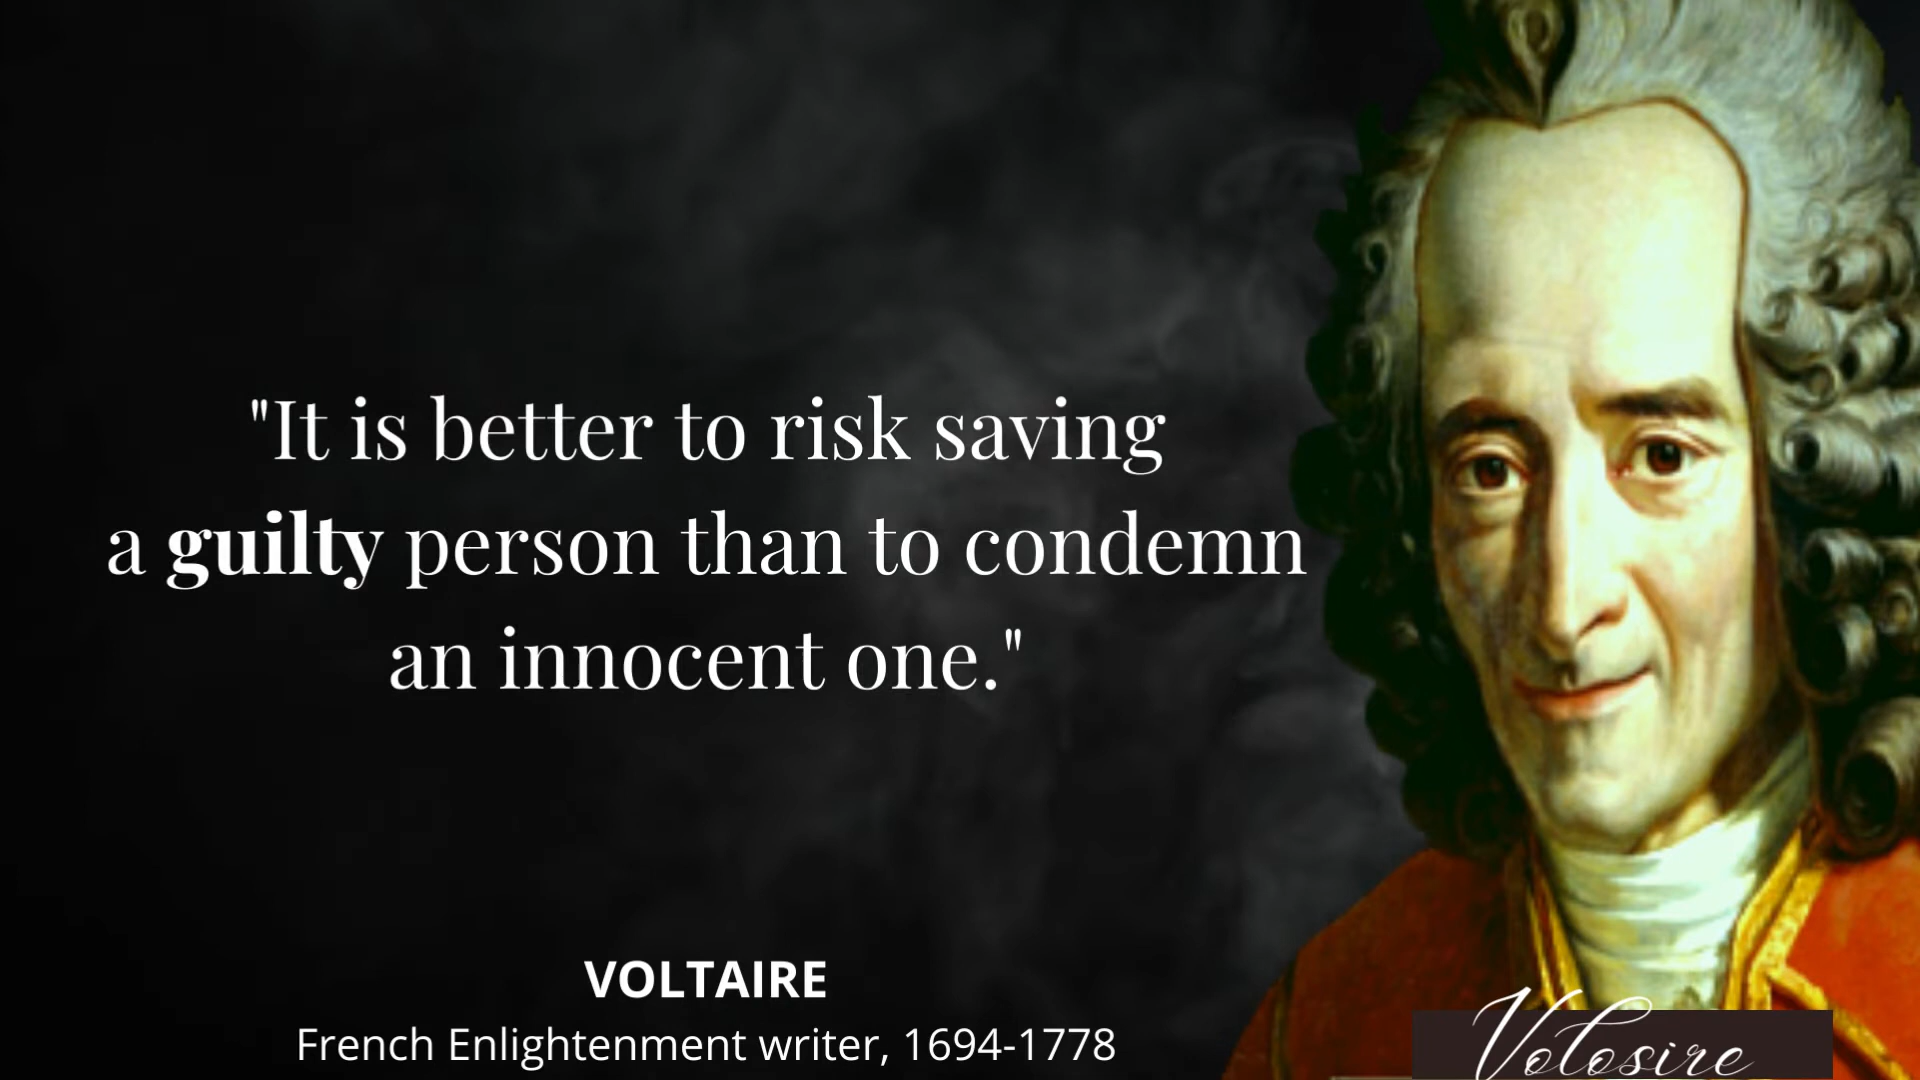 "It is better to risk saving
a guilty person than to condemn
an innocent one."
VOLTAIRE
French Enlightenment writer, 1694-1778
Volosire